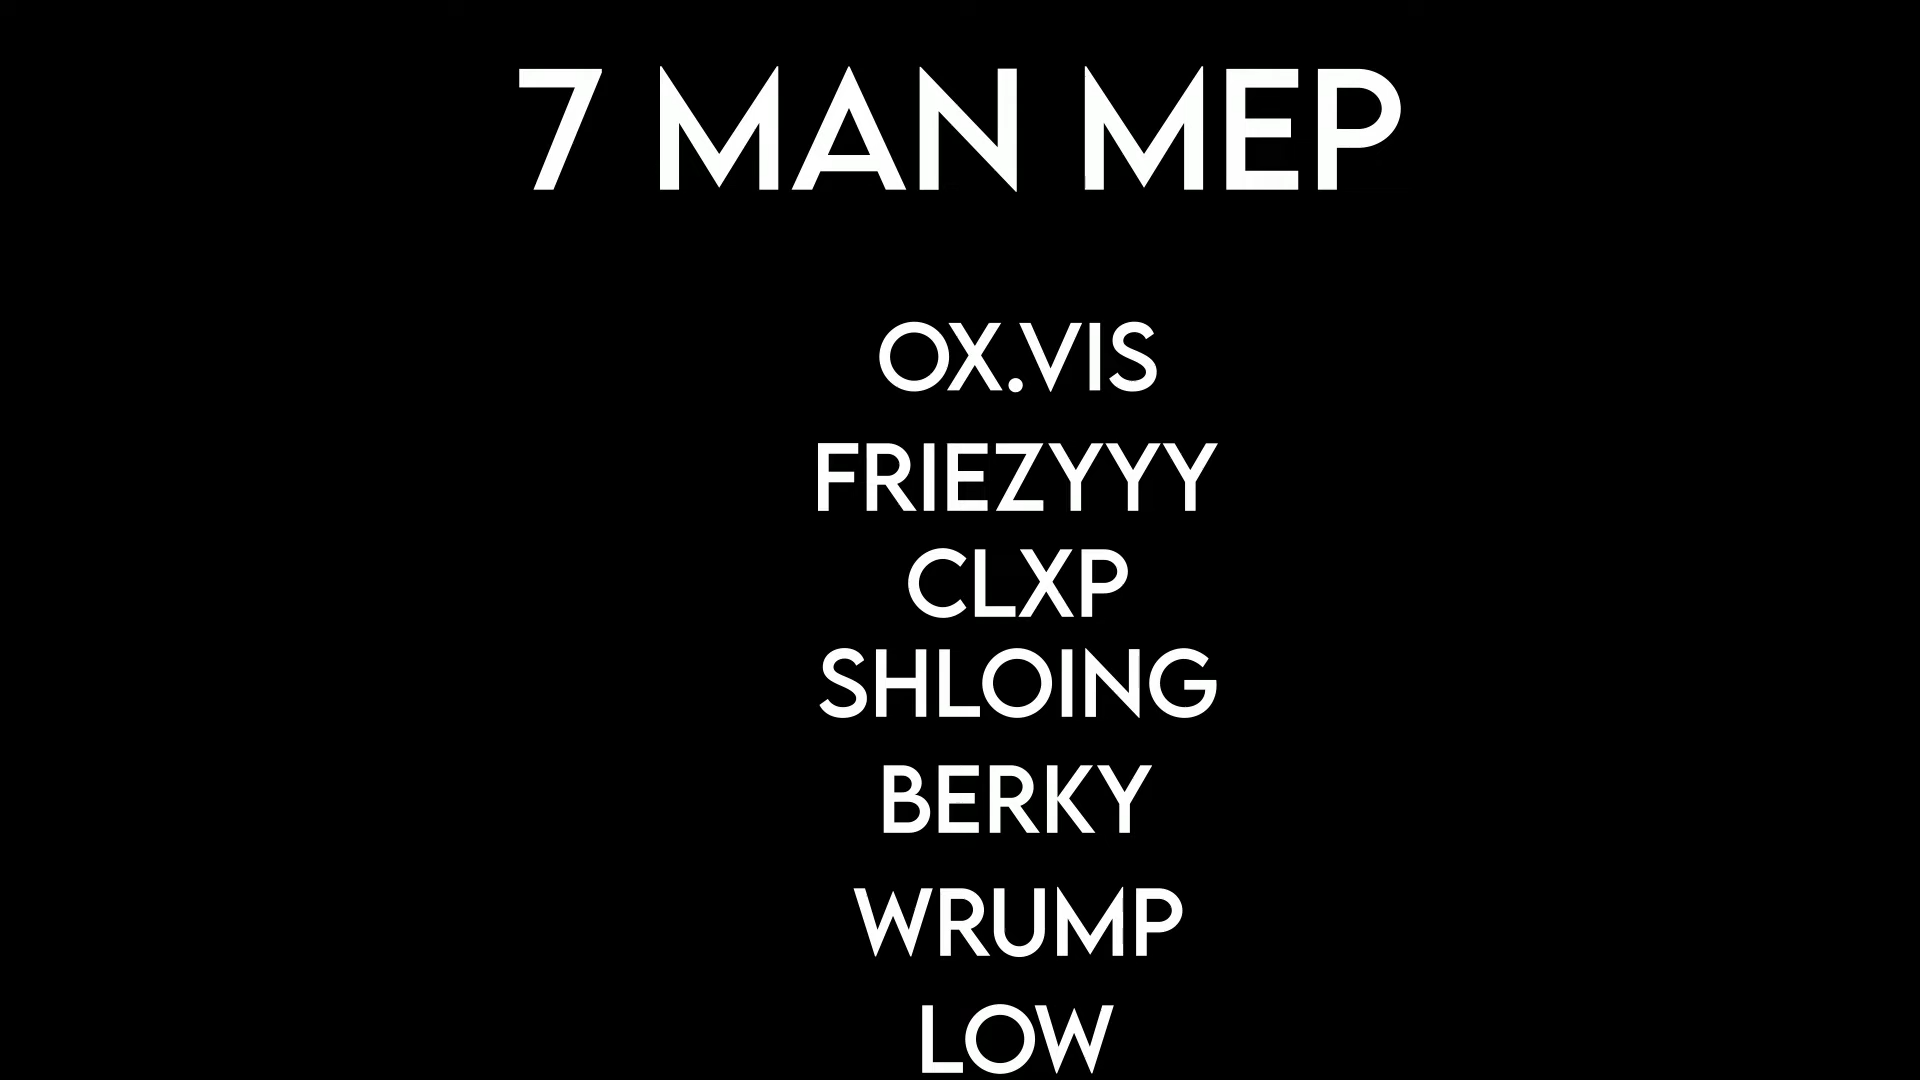 7 MAN MEP
OX.VIS
FRIEZYYY
CLXP
SHLOING
BERKY
WRUMP
LOW